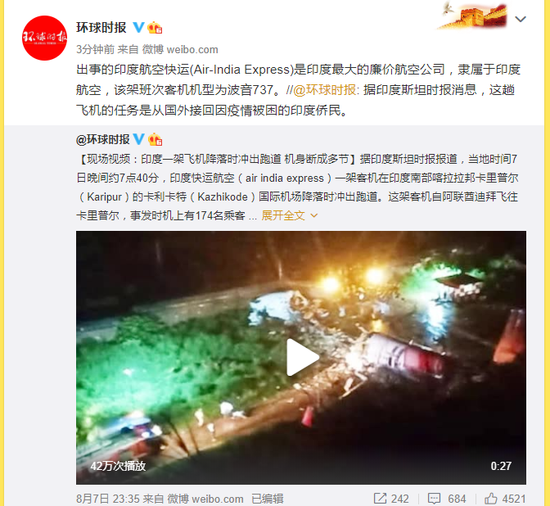 环球时报
环球时报
3分钟前 来自 微博 weibo.com
出事的印度航空快运(Air-India Express)是印度最大的廉价航空公司，隶属于印度
航空，该架班次客机机型为波音737。//@环球时报: 据印度斯坦时报消息，这趟
飞机的任务是从国外接回因疫情被困的印度侨民。
@环球时报
【现场视频：印度一架飞机降落时冲出跑道 机身断成多节】据印度斯坦时报报道，当地时间7
日晚间约7点40分，印度快运航空（air india express）一架客机在印度南部喀拉拉邦卡里普尔
（Karipur）的卡利卡特（Kazhikode）国际机场降落时冲出跑道。这架客机自阿联酋迪拜飞往
卡里普尔，事发时机上有174名乘客 ... 展开全文
42万次播放
0:27
8月7日 23:35 来自 微博 weibo.com 已编辑
242
684
4521